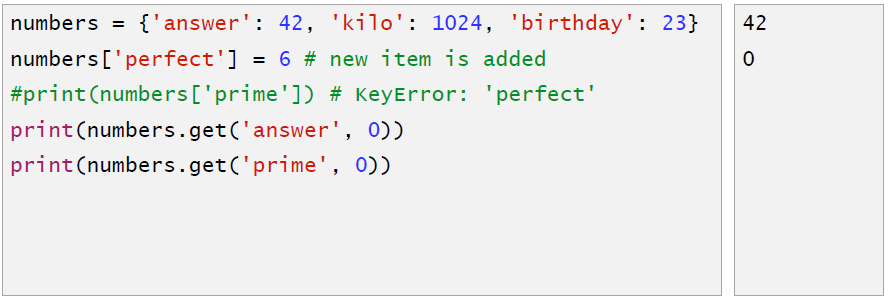 numbers = {'answer': 42, 'kilo': 1024, 'birthday': 23}
numbers['perfect'] = 6 # new item is added
#print(numbers['prime']) # KeyError: 'perfect'
print(numbers.get('answer', 0))
print(numbers.get('prime', 0))
42
0